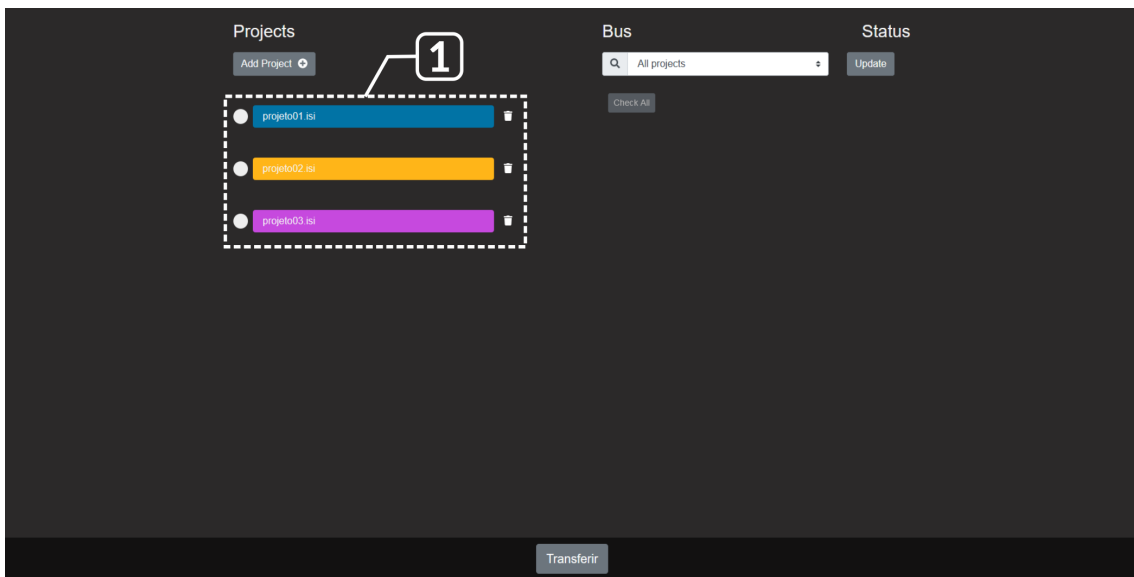 Projects
Add Project
1
projeto01.isi
projeto02.isi
projeto03.isi
Bus
All projects
Check All
Status
Update
Transferir